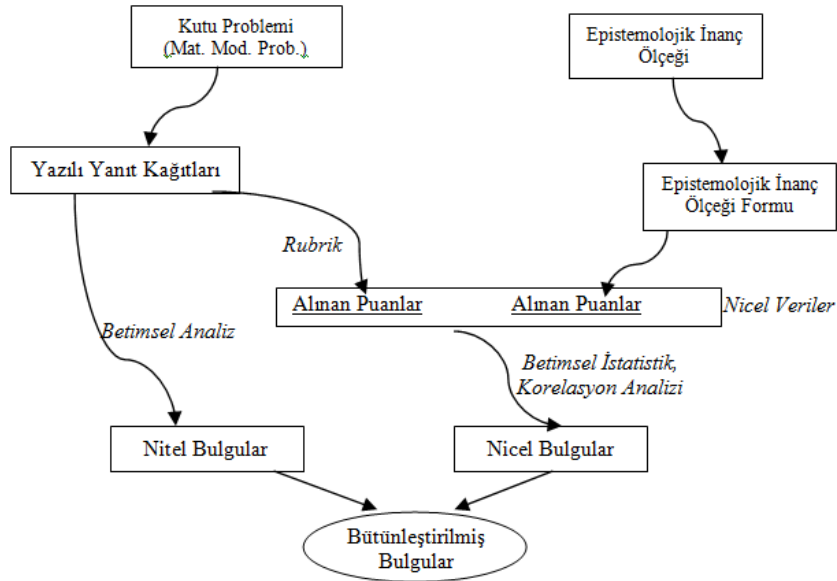 Kutu Problemi
(Mat. Mod. Prob.)
Epistemolojik İnanç
Ölçeği
Yazılı Yanıt Kağıtları
Epistemolojik İnanç
Ölçeği Formu
Rubrik
Alınan Puanlar
Alınan Puanlar
Nicel Veriler
Betimsel Analiz
Betimsel İstatistik,
Korelasyon Analizi
Nitel Bulgular
Nicel Bulgular
Bütünleştirilmiş
Bulgular